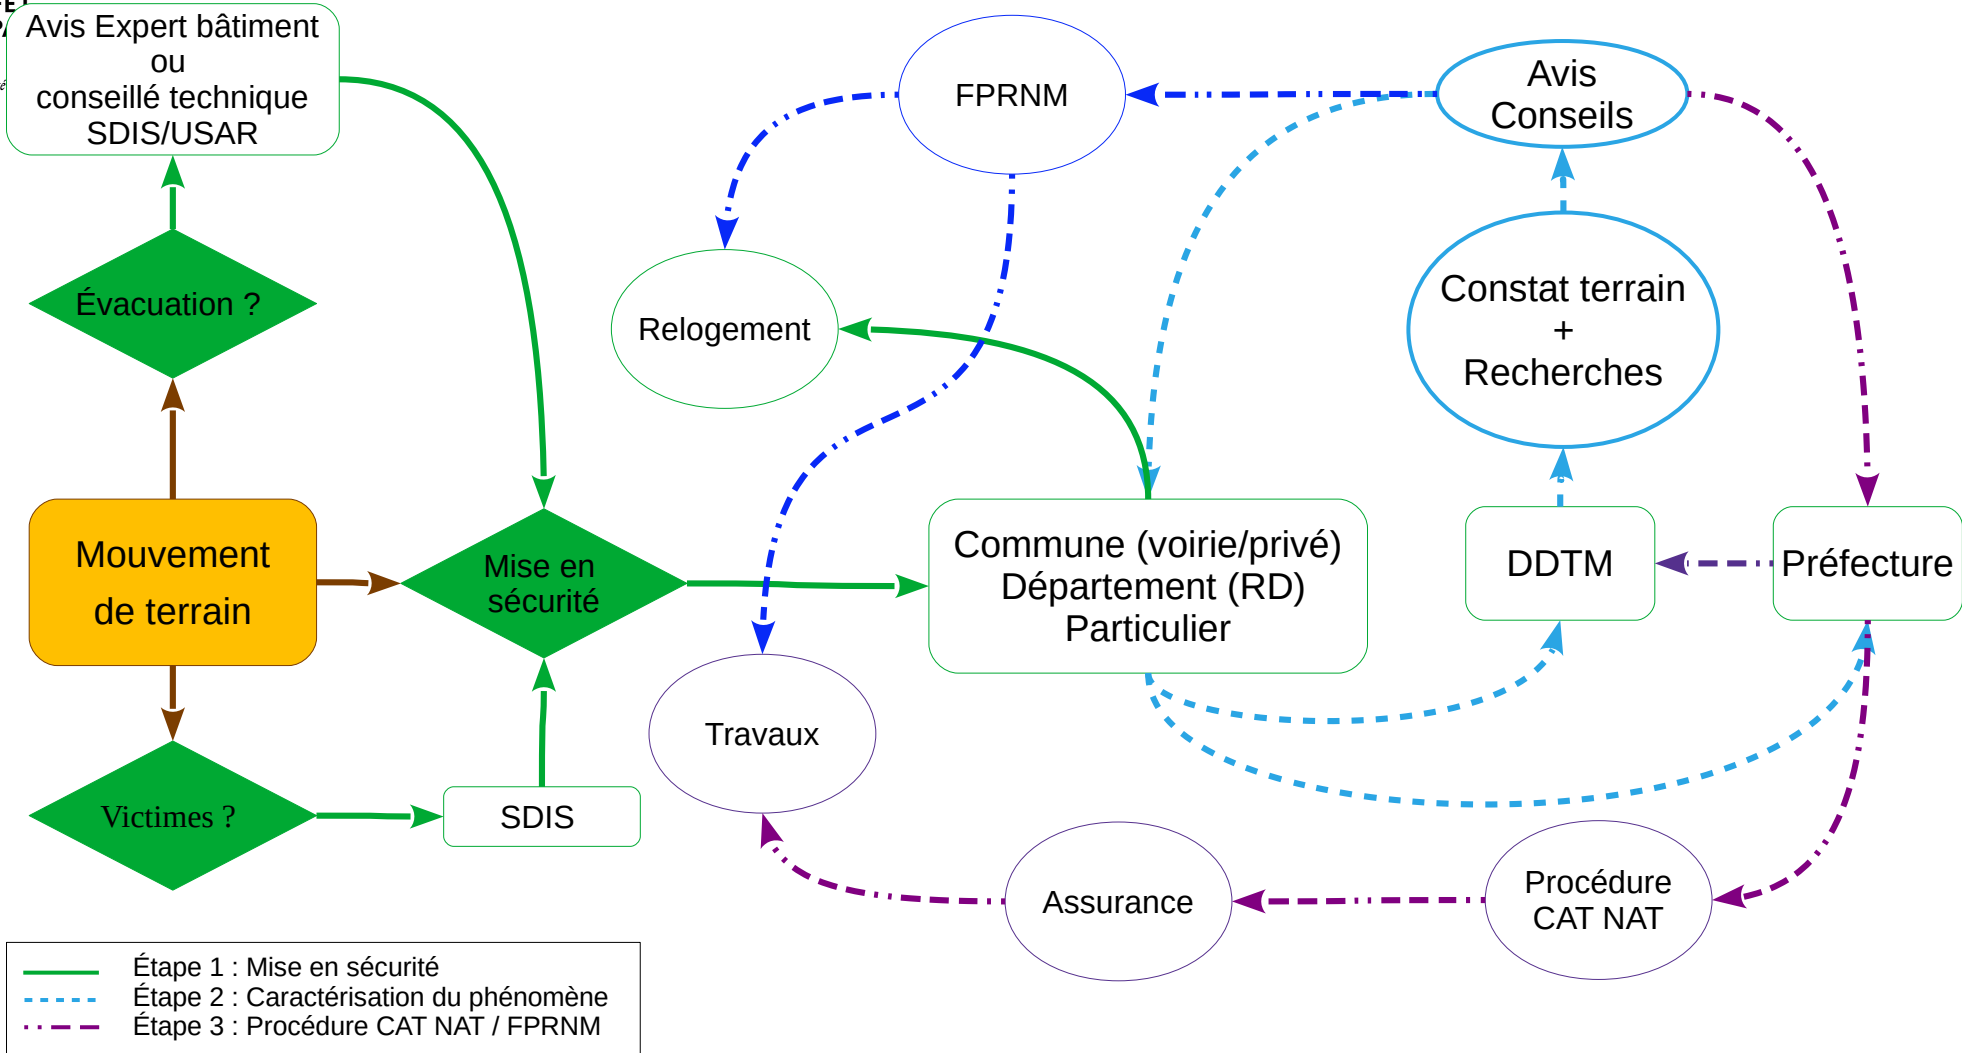 Avis Expert bâtiment
ou
conseillé technique
SDIS/USAR
FPRNM
Avis
Conseils
Évacuation ?
Relogement
Constat terrain
+
Recherches
Mouvement
de terrain
Mise en
sécurité
Commune (voirie/privé)
Département (RD)
Particulier
DDTM
Préfecture
Travaux
Victimes ?
SDIS
Assurance
Procédure
CAT NAT
Étape 1 : Mise en sécurité
Étape 2 : Caractérisation du phénomène
Étape 3 : Procédure CAT NAT / FPRNM